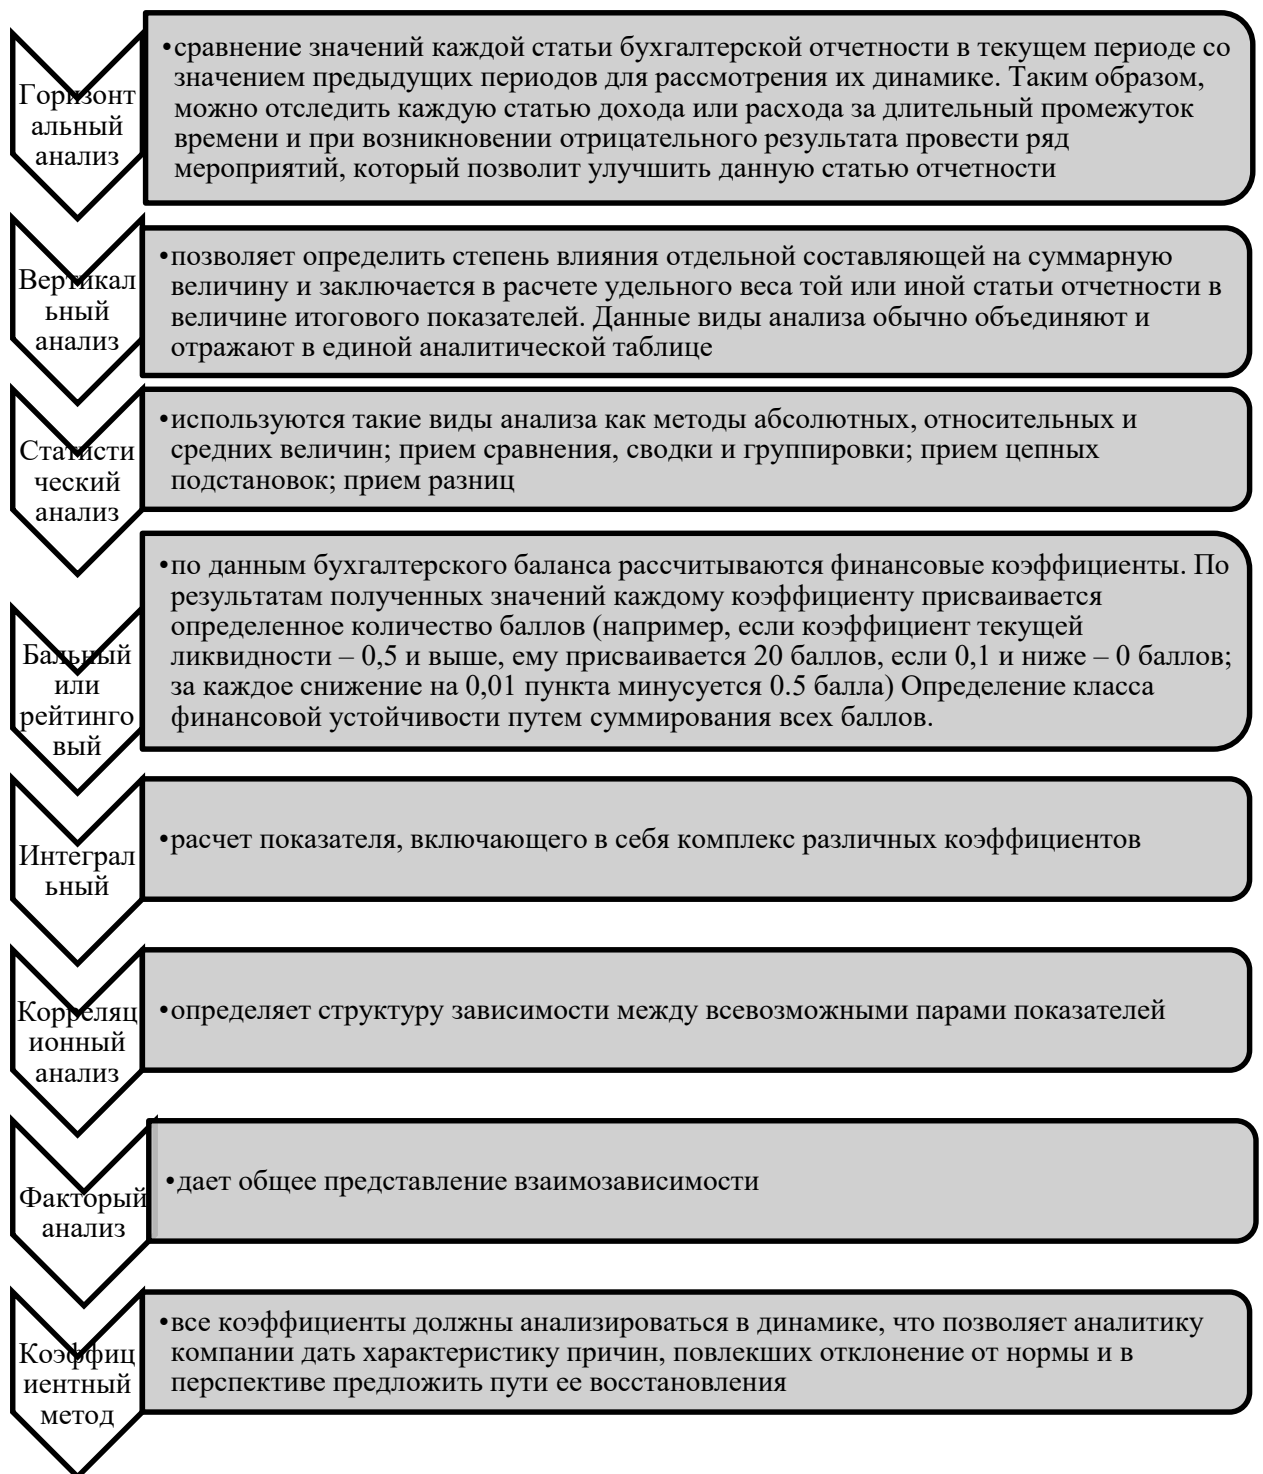 Горизонт
альный
анализ
•сравнение значений каждой статьи бухгалтерской отчетности в текущем периоде со
значением предыдущих периодов для рассмотрения их динамике. Таким образом,
можно отследить каждую статью дохода или расхода за длительный промежуток
времени и при возникновении отрицательного результата провести ряд
мероприятий, который позволит улучшить данную статью отчетности
Вертикал
ьный
анализ
•позволяет определить степень влияния отдельной составляющей на суммарную
величину и заключается в расчете удельного веса той или иной статьи отчетности в
величине итогового показателей. Данные виды анализа обычно объединяют и
отражают в единой аналитической таблице
Статисти
ческий
анализ
•используются такие виды анализа как методы абсолютных, относительных и
средних величин; прием сравнения, сводки и группировки; прием цепных
подстановок; прием разниц
Бальный
или
рейтинго
вый
•по данным бухгалтерского баланса рассчитываются финансовые коэффициенты. По
результатам полученных значений каждому коэффициенту присваивается
определенное количество баллов (например, если коэффициент текущей
ликвидности – 0,5 и выше, ему присваивается 20 баллов, если 0,1 и ниже – 0 баллов;
за каждое снижение на 0,01 пункта минусуется 0.5 балла) Определение класса
финансовой устойчивости путем суммирования всех баллов.
Интеграл
ьный
•расчет показателя, включающего в себя комплекс различных коэффициентов
Корреляц
ионный
анализ
•определяет структуру зависимости между всевозможными парами показателей
Факторый
анализ
•дает общее представление взаимозависимости
Коэффиц
иентный
метод
•все коэффициенты должны анализироваться в динамике, что позволяет аналитику
компании дать характеристику причин, повлекших отклонение от нормы и в
перспективе предложить пути ее восстановления